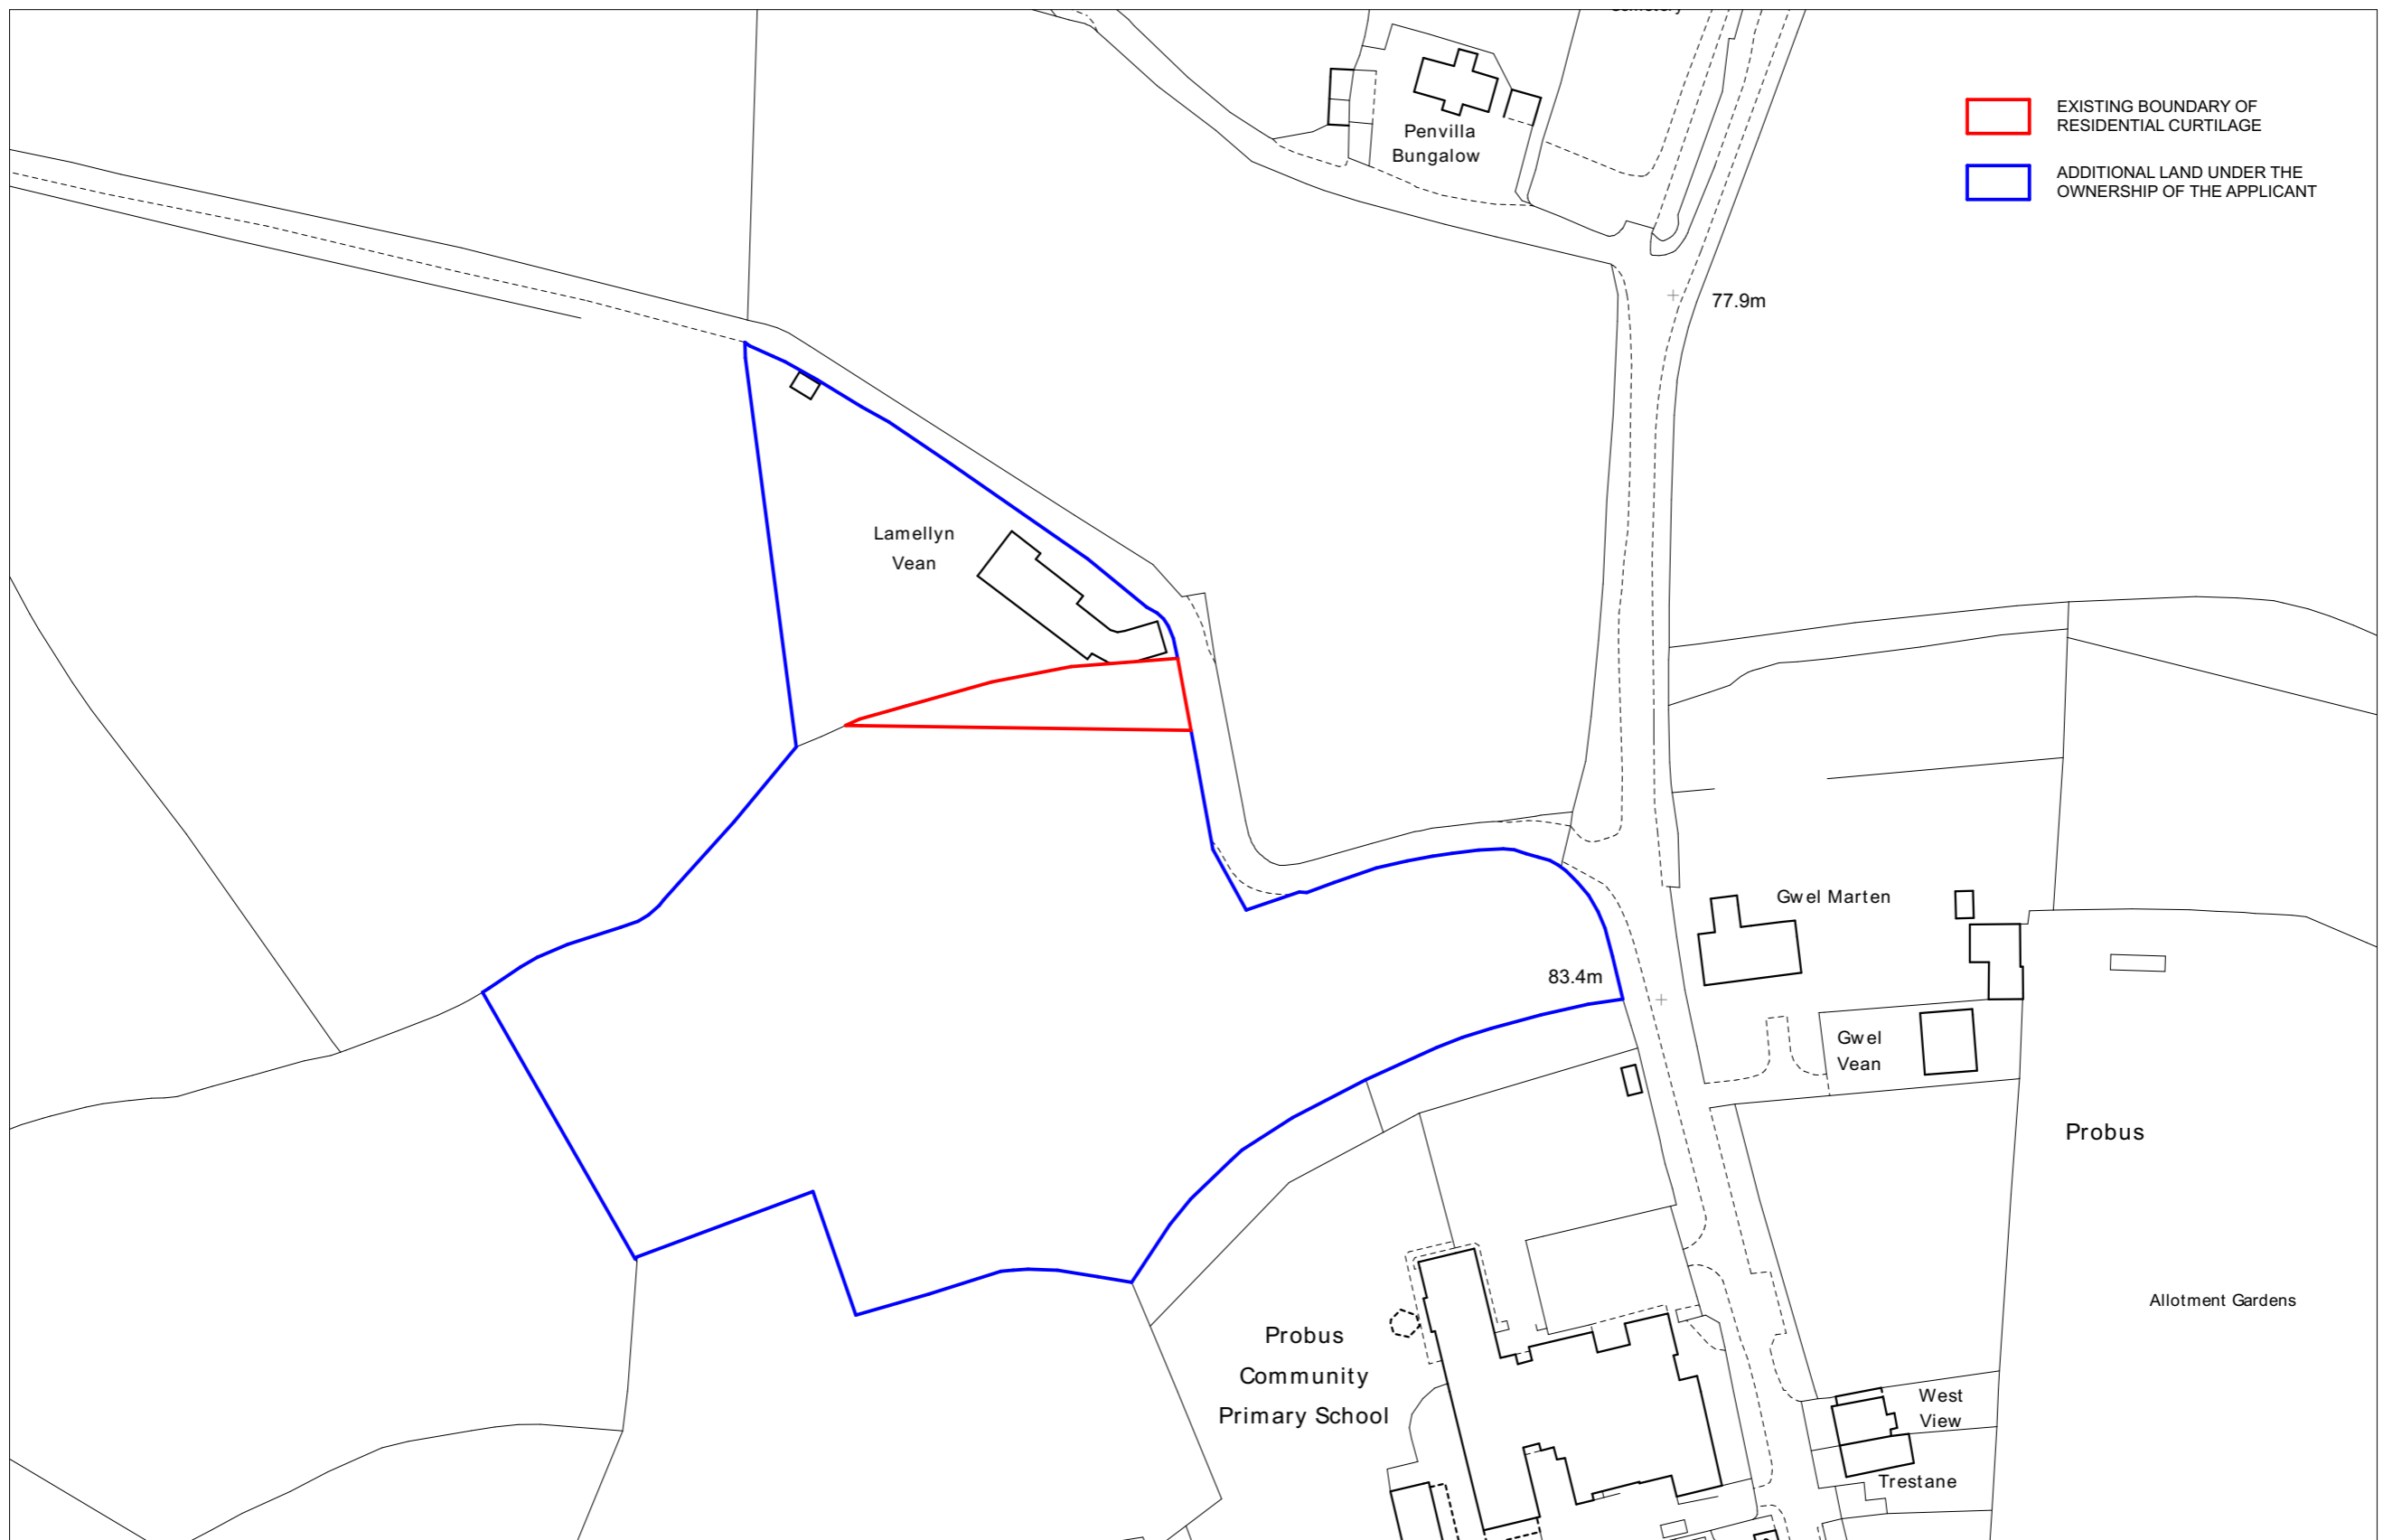 Cemetery
Penvilla
Bungalow
EXISTING BOUNDARY OF
RESIDENTIAL CURTILAGE
ADDITIONAL LAND UNDER THE
OWNERSHIP OF THE APPLICANT
77.9m
Lamellyn
Vean
Gwel Marten
83.4m
Gwel
Vean
Probus
Allotment Gardens
Probus
Community
Primary School
West
View
Trestane